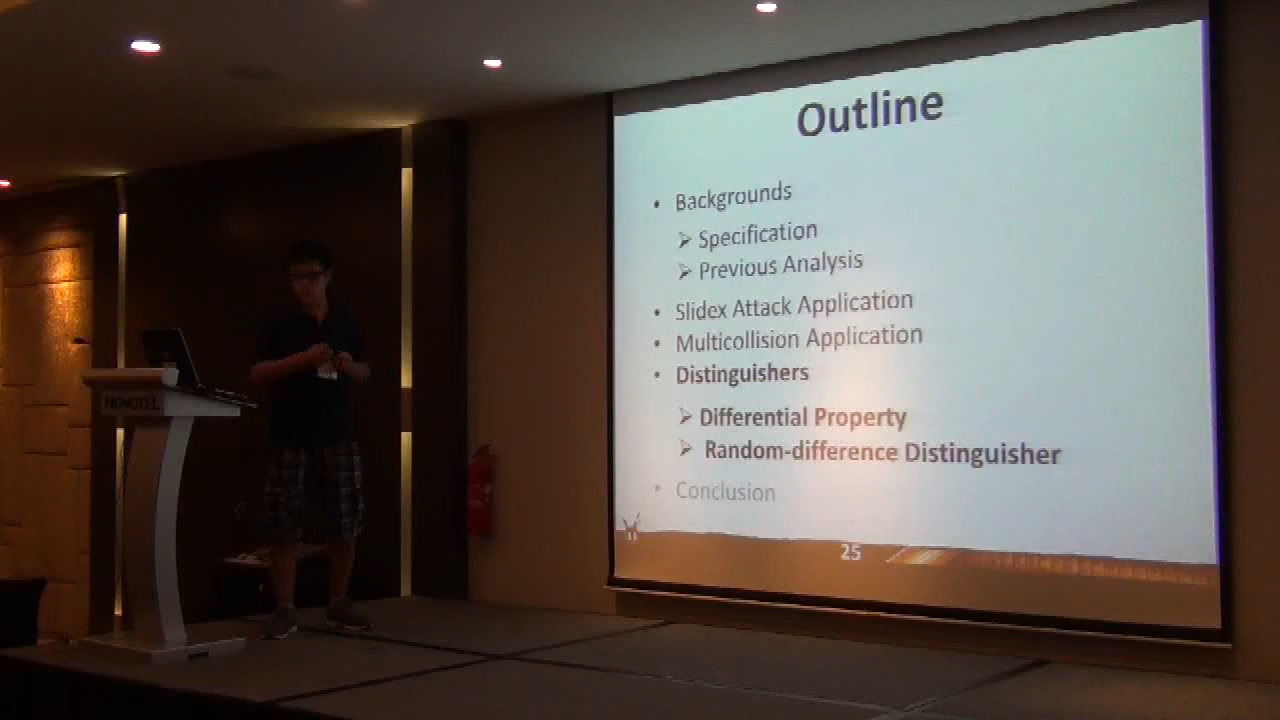 Outline
• Backgrounds
➢ Specification
➢ Previous Analysis
• Slidex Attack Application
• Multicollision Application
• Distinguishers
➢ Differential Property
➢ Random-difference Distinguisher
• Conclusion
25
NOVOTEL